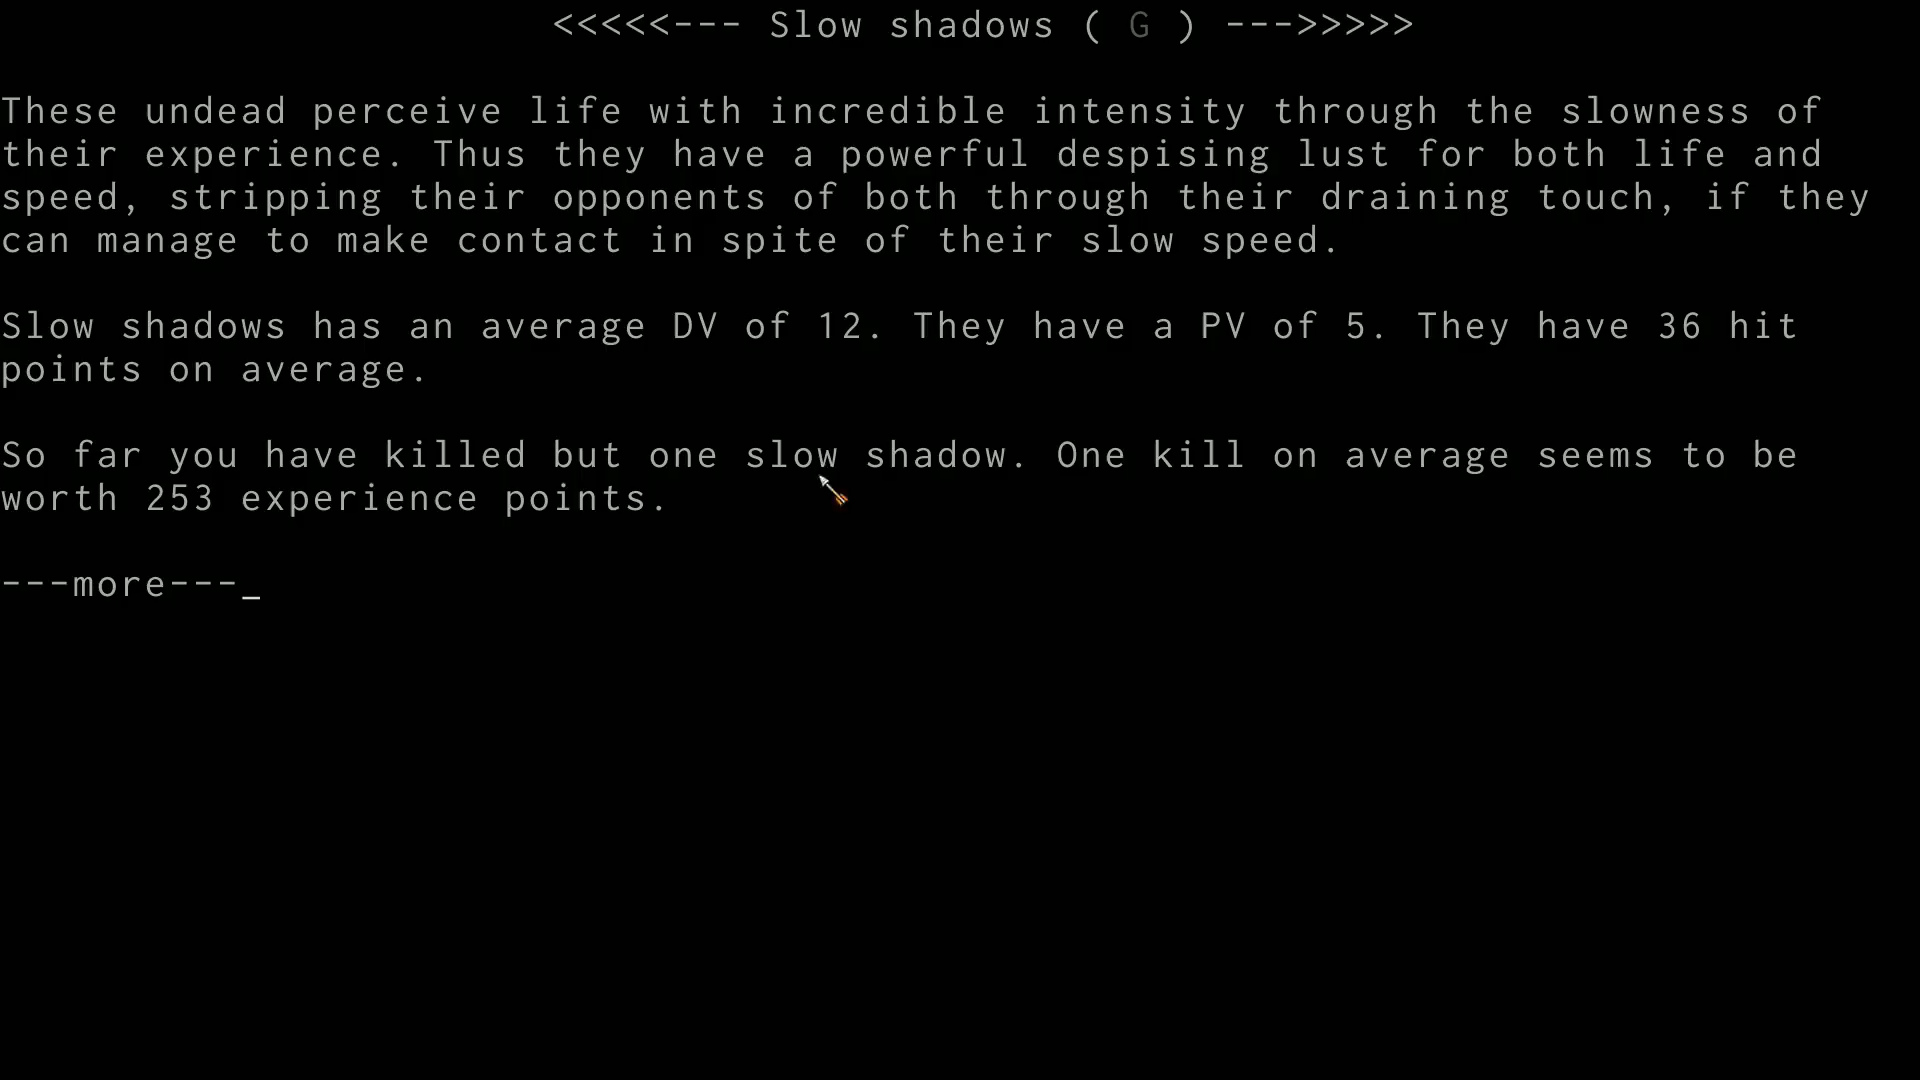 <<<<<--- Slow shadows ( G ) --->>>>>
These undead perceive life with incredible intensity through the slowness of
their experience. Thus they have a powerful despising lust for both life and
speed, stripping their opponents of both through their draining touch, if they
can manage to make contact in spite of their slow speed.
Slow shadows has an average DV of 12. They have a PV of 5. They have 36 hit
points on average.
So far you have killed but one slow shadow. One kill on average seems to be
worth 253 experience points.
---more---_